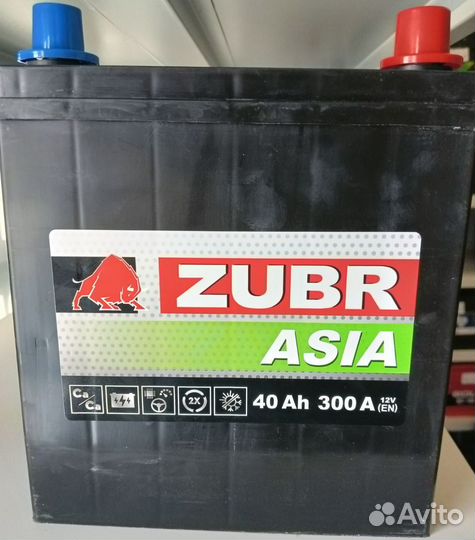 ZUBR
ASIA
Ca/Ca 2X 40 Ah 300 A 12V (EN)
Avito